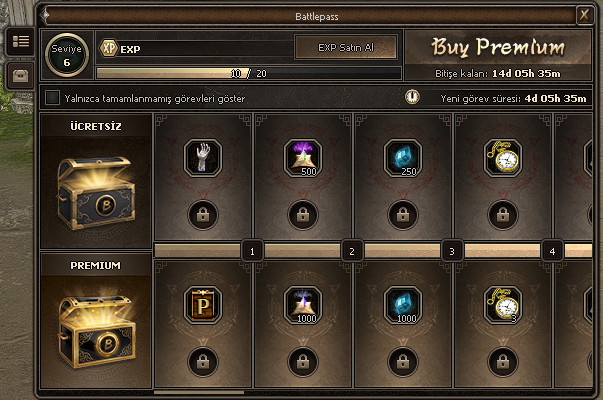 Battlepass
Seviye
6
XP EXP
EXP Satın Al
10 / 20
Buy Premium
Bitişe kalan: 14d 05h 35m
Yalnızca tamamlanmamış görevleri göster
Yeni görev süresi: 4d 05h 35m
ÜCRETSİZ
B
500
250
1
2
3
4
PREMIUM
B
P
1000
1000
3